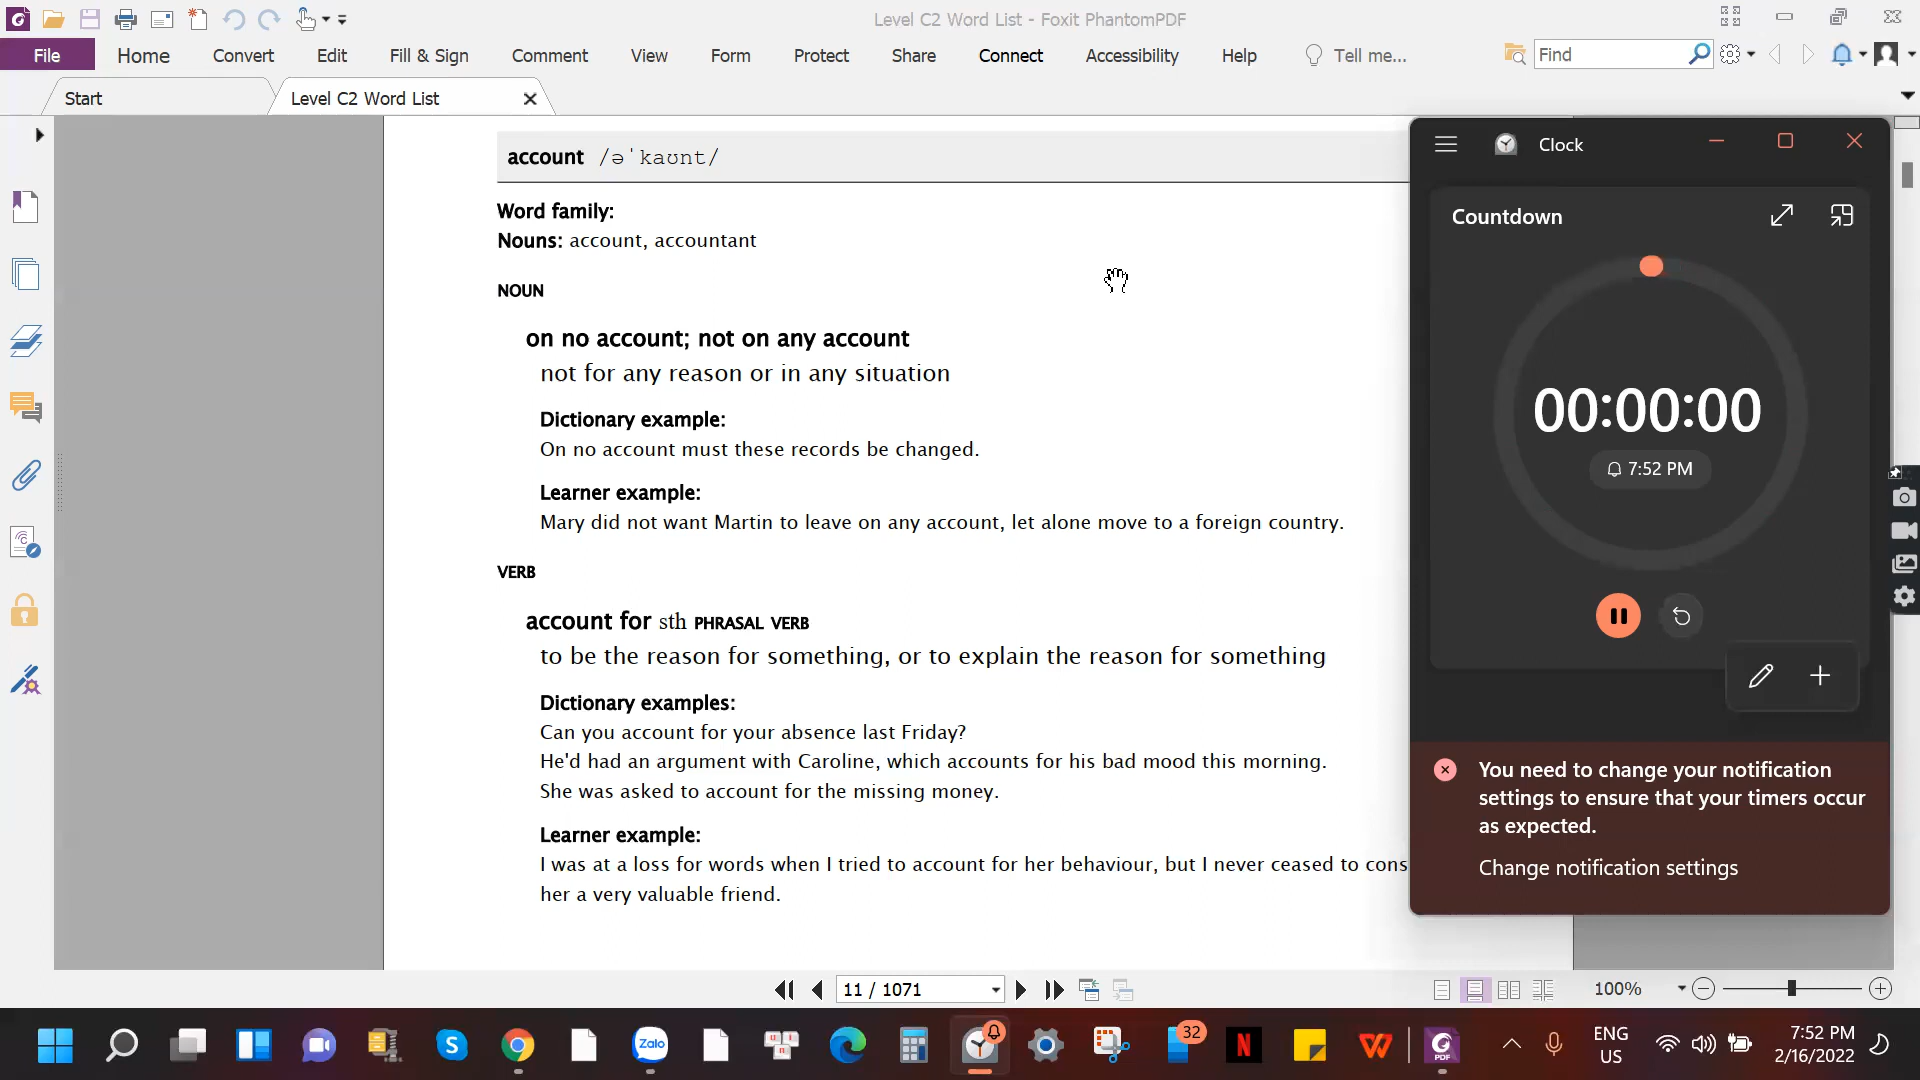 Level C2 Word List - Foxit PhantomPDF
File Home Convert Edit Fill & Sign Comment View Form Protect Share Connect Accessibility Help Tell me... Find
Start Level C2 Word List
account /əˈkaʊnt/
Word family:
Nouns: account, accountant
NOUN
on no account; not on any account
not for any reason or in any situation
Dictionary example:
On no account must these records be changed.
Learner example:
Mary did not want Martin to leave on any account, let alone move to a foreign country.
VERB
account for sth PHRASAL VERB
to be the reason for something, or to explain the reason for something
Dictionary examples:
Can you account for your absence last Friday?
He'd had an argument with Caroline, which accounts for his bad mood this morning.
She was asked to account for the missing money.
Learner example:
I was at a loss for words when I tried to account for her behaviour, but I never ceased to cons
her a very valuable friend.
Clock
Countdown
00:00:00
7:52 PM
You need to change your notification
settings to ensure that your timers occur
as expected.
Change notification settings
11 / 1071
100%
Zalo
32
N
PDF
ENG
US
7:52 PM
2/16/2022